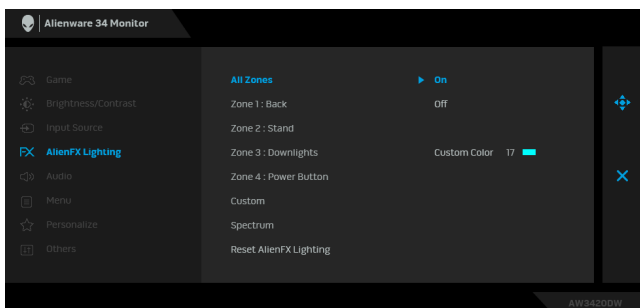 Alienware 34 Monitor
Game
Brightness/Contrast
Input Source
FX AlienFX Lighting
Audio
Menu
Personalize
Others
All Zones On
Zone 1 : Back Off
Zone 2 : Stand
Zone 3 : Downlights Custom Color 17
Zone 4 : Power Button
Custom
Spectrum
Reset AlienFX Lighting
AW3420DW